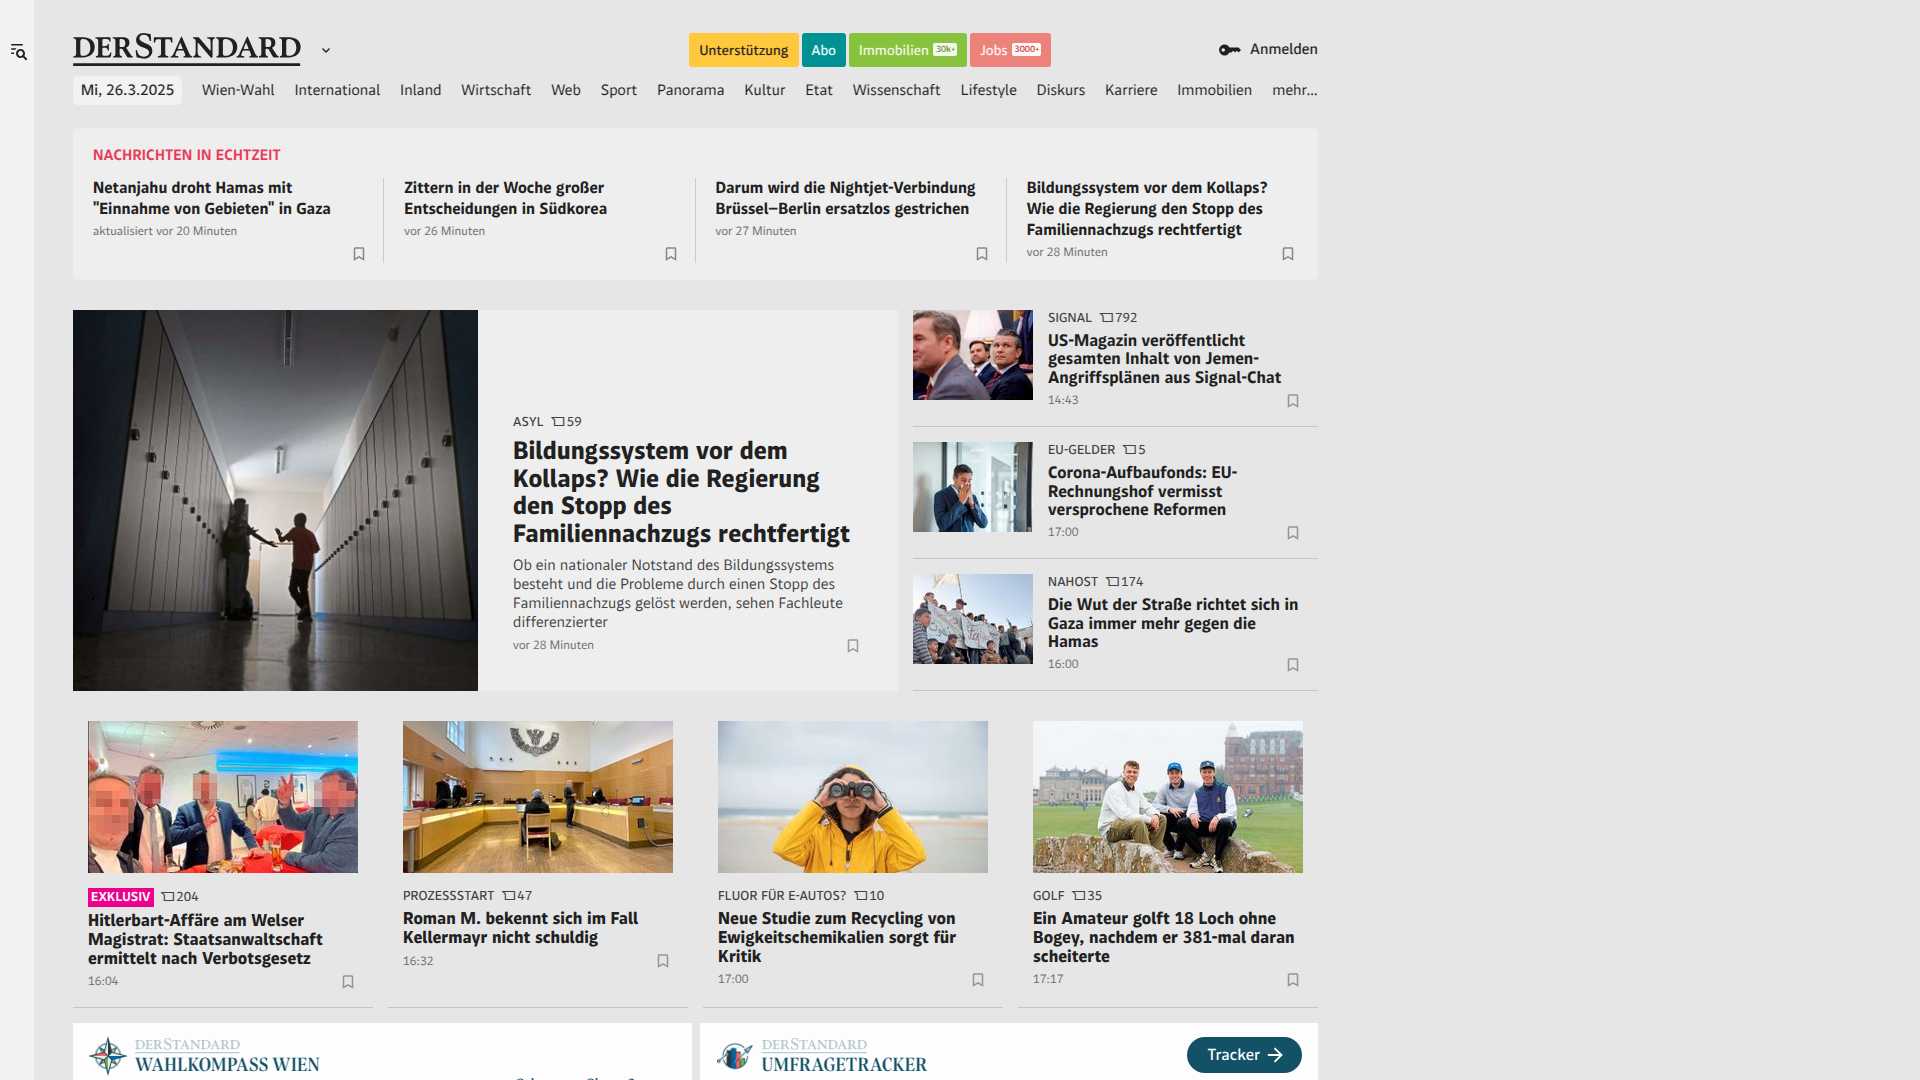 DERSTANDARD
Unterstützung
Abo
Immobilien 30k+
Jobs 3000+
Anmelden
Mi, 26.3.2025
Wien-Wahl
International
Inland
Wirtschaft
Web
Sport
Panorama
Kultur
Etat
Wissenschaft
Lifestyle
Diskurs
Karriere
Immobilien
mehr...
NACHRICHTEN IN ECHTZEIT
Netanjahu droht Hamas mit
"Einnahme von Gebieten" in Gaza
aktualisiert vor 20 Minuten
Zittern in der Woche großer
Entscheidungen in Südkorea
vor 26 Minuten
Darum wird die Nightjet-Verbindung
Brüssel–Berlin ersatzlos gestrichen
vor 27 Minuten
Bildungssystem vor dem Kollaps?
Wie die Regierung den Stopp des
Familiennachzugs rechtfertigt
vor 28 Minuten
ASYL 59
Bildungssystem vor dem
Kollaps? Wie die Regierung
den Stopp des
Familiennachzugs rechtfertigt
Ob ein nationaler Notstand des Bildungssystems
besteht und die Probleme durch einen Stopp des
Familiennachzugs gelöst werden, sehen Fachleute
differenzierter
vor 28 Minuten
SIGNAL 792
US-Magazin veröffentlicht
gesamten Inhalt von Jemen-
Angriffsplänen aus Signal-Chat
14:43
EU-GELDER 5
Corona-Aufbaufonds: EU-
Rechnungshof vermisst
versprochene Reformen
17:00
NAHOST 174
Die Wut der Straße richtet sich in
Gaza immer mehr gegen die
Hamas
16:00
EXKLUSIV 204
Hitlerbart-Affäre am Welser
Magistrat: Staatsanwaltschaft
ermittelt nach Verbotsgesetz
16:04
PROZESSSTART 47
Roman M. bekennt sich im Fall
Kellermayr nicht schuldig
16:32
FLUOR FÜR E-AUTOS? 10
Neue Studie zum Recycling von
Ewigkeitschemikalien sorgt für
Kritik
17:00
GOLF 35
Ein Amateur golft 18 Loch ohne
Bogey, nachdem er 381-mal daran
scheiterte
17:17
DERSTANDARD
WAHLKOMPASS WIEN
DERSTANDARD
UMFRAGETRACKER
Tracker